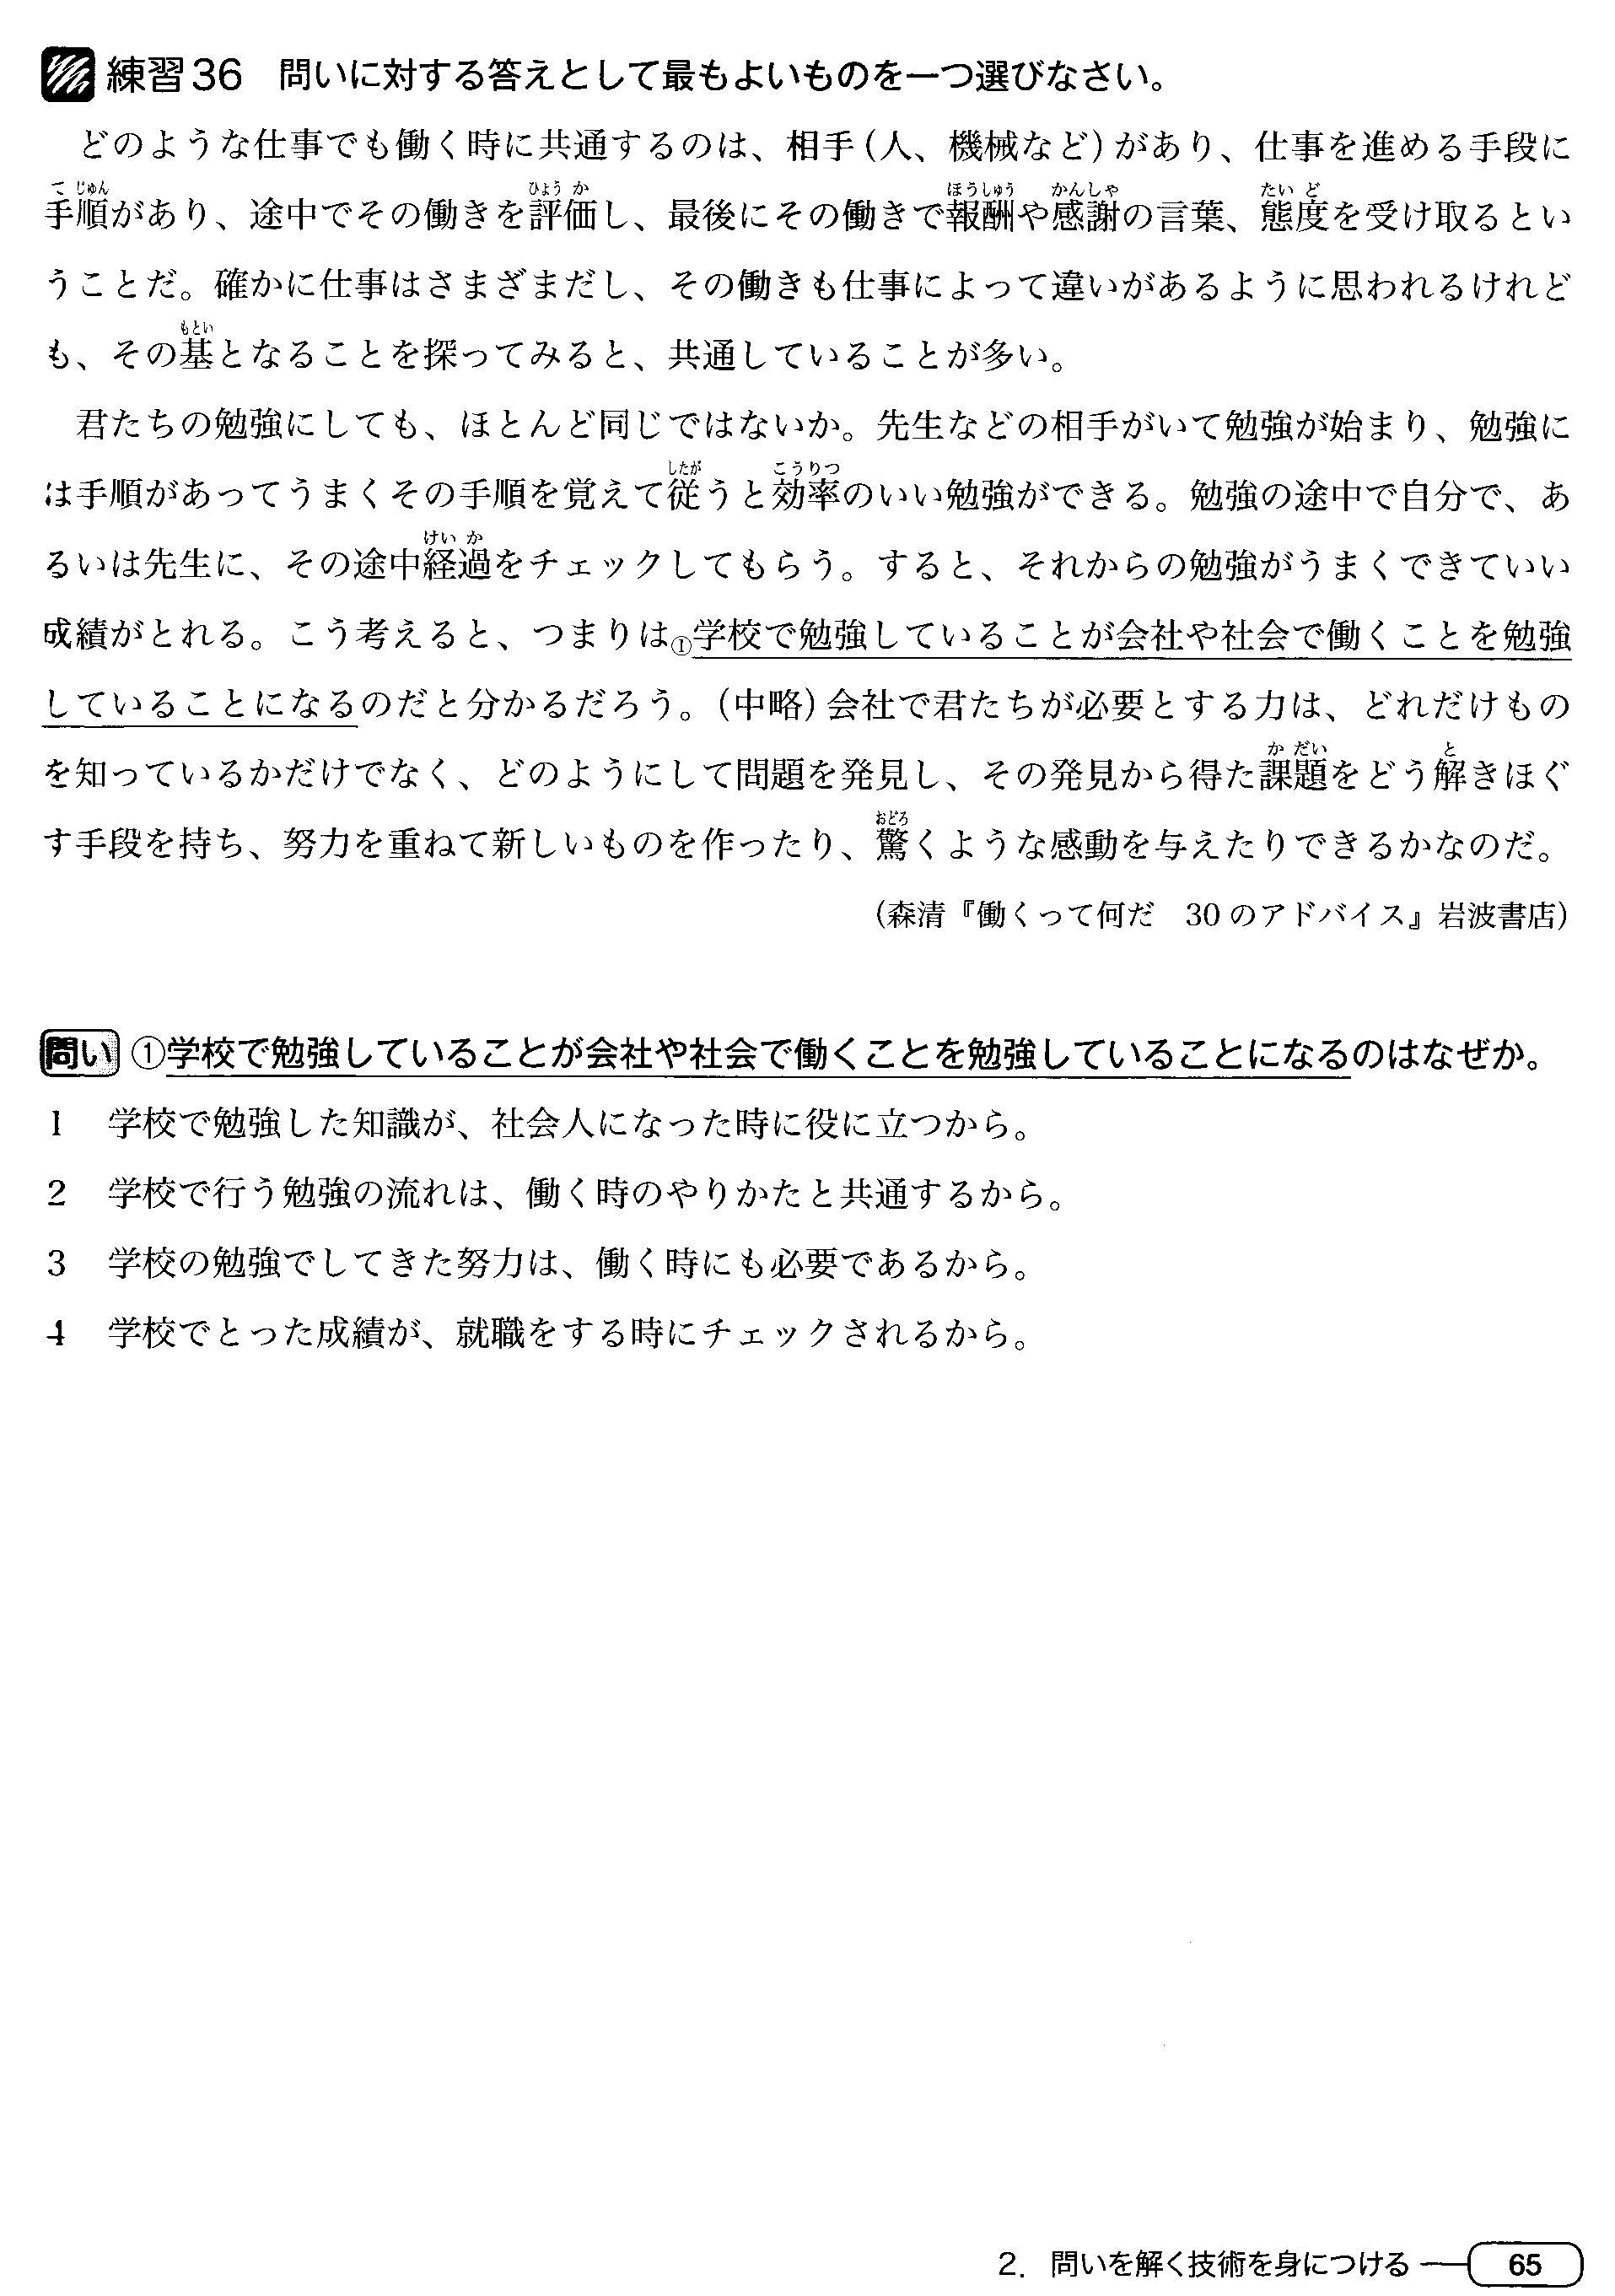 練習36 問いに対する答えとして最もよいものを一つ選びなさい。
どのような仕事でも働く時に共通するのは、相手(人、機械など)があり、仕事を進める手段に
て じゅん ひょう か ほうしゅう かんしゃ たい ど
手順があり、途中でその働きを評価し、最後にその働きで報酬や感謝の言葉、態度を受け取るとい
うことだ。確かに仕事はさまざまだし、その働きも仕事によって違いがあるように思われるけれど
もとい
も、その基となることを探ってみると、共通していることが多い。
君たちの勉強にしても、ほとんど同じではないか。先生などの相手がいて勉強が始まり、勉強に
したが こうりつ
は手順があってうまくその手順を覚えて従うと効率のいい勉強ができる。勉強の途中で自分で、あ
けい か
るいは先生に、その途中経過をチェックしてもらう。すると、それからの勉強がうまくできていい
成績がとれる。こう考えると、つまりは①学校で勉強していることが会社や社会で働くことを勉強
していることになるのだと分かるだろう。(中略)会社で君たちが必要とする力は、どれだけもの
か だい と
を知っているかだけでなく、どのようにして問題を発見し、その発見から得た課題をどう解きほぐ
おどろ
す手段を持ち、努力を重ねて新しいものを作ったり、驚くような感動を与えたりできるかなのだ。
(森清『働くって何だ 30のアドバイス』岩波書店)
問い ①学校で勉強していることが会社や社会で働くことを勉強していることになるのはなぜか。
1 学校で勉強した知識が、社会人になった時に役に立つから。
2 学校で行う勉強の流れは、働く時のやりかたと共通するから。
3 学校の勉強でしてきた努力は、働く時にも必要であるから。
4 学校でとった成績が、就職をする時にチェックされるから。
2. 問いを解く技術を身につける 65